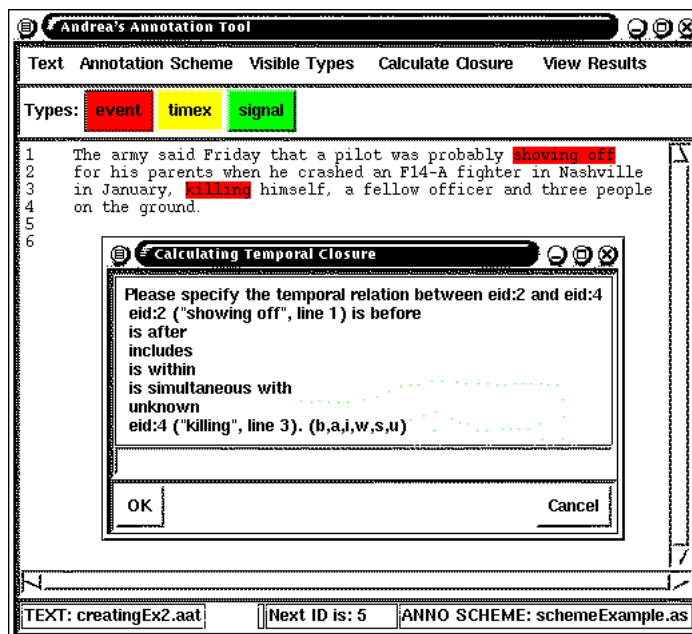 Andrea's Annotation Tool
Text Annotation Scheme Visible Types Calculate Closure View Results
Types: event timex signal
1 The army said Friday that a pilot was probably showing off
2 for his parents when he crashed an F14-A fighter in Nashville
3 in January, killing himself, a fellow officer and three people
4 on the ground.
5
6
Calculating Temporal Closure
Please specify the temporal relation between eid:2 and eid:4
eid:2 ("showing off", line 1) is before
is after
includes
is within
is simultaneous with
unknown
eid:4 ("killing", line 3). (b,a,i,w,s,u)
OK Cancel
TEXT: creatingEx2.aat Next ID is: 5 ANNO SCHEME: schemeExample.as